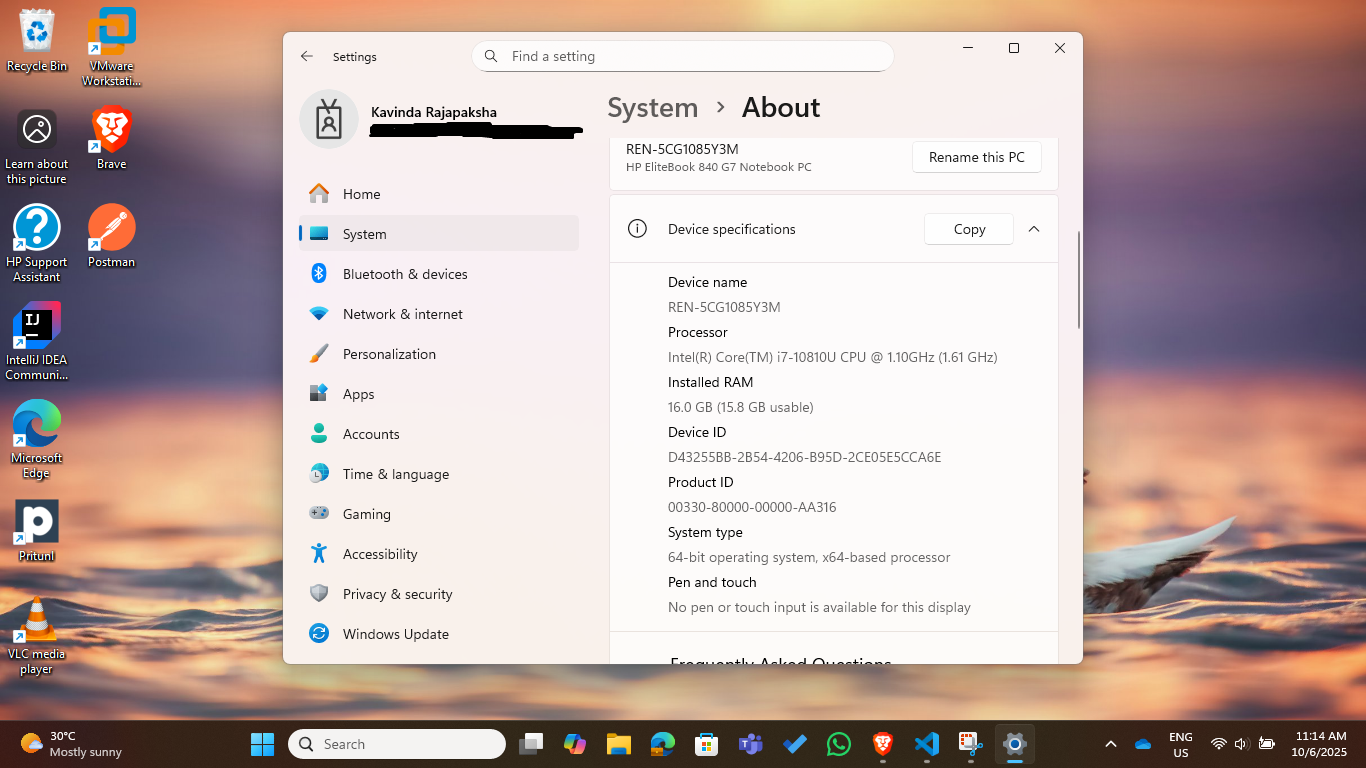 Recycle Bin
VMware
Workstati...
Learn about
this picture
Brave
HP Support
Assistant
Postman
IJ
IntelliJ IDEA
Communi...
Microsoft
Edge
p
Pritunl
VLC media
player
Settings
Find a setting
Kavinda Rajapaksha
Home
System
Bluetooth & devices
Network & internet
Personalization
Apps
Accounts
Time & language
Gaming
Accessibility
Privacy & security
Windows Update
System > About
REN-5CG1085Y3M
HP EliteBook 840 G7 Notebook PC
Rename this PC
Device specifications
Copy
Device name
REN-5CG1085Y3M
Processor
Intel(R) Core(TM) i7-10810U CPU @ 1.10GHz (1.61 GHz)
Installed RAM
16.0 GB (15.8 GB usable)
Device ID
D43255BB-2B54-4206-B95D-2CE05E5CCA6E
Product ID
00330-80000-00000-AA316
System type
64-bit operating system, x64-based processor
Pen and touch
No pen or touch input is available for this display
Frequently Asked Questions
30°C
Mostly sunny
Search
ENG
US
11:14 AM
10/6/2025